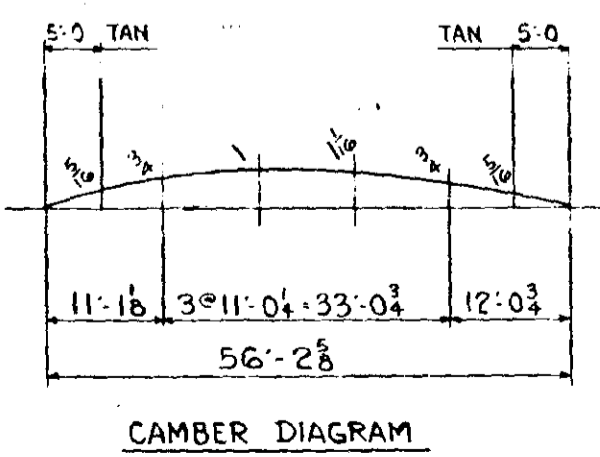 5'-0 TAN TAN 5'-0
5/16 3/4 1 1 1/16 3/4 5/16
11'-1 1/8 3@11'-0 1/4=33'-0 3/4 12'-0 3/4
56'-2 5/8
CAMBER DIAGRAM